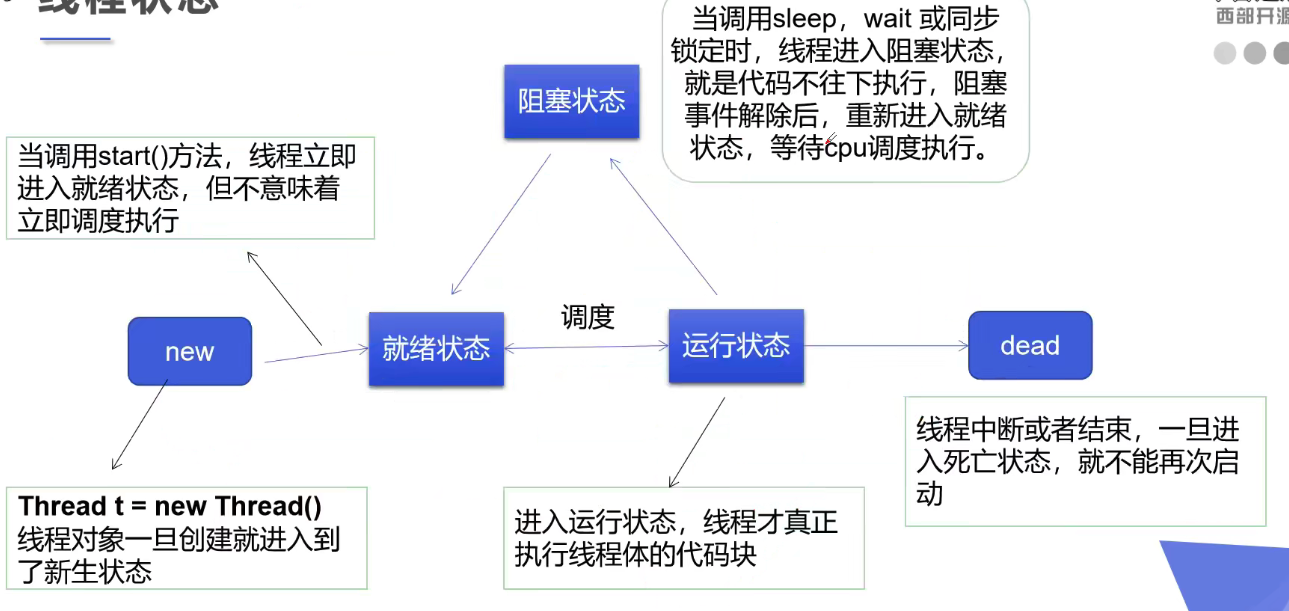 线程状态
西部开源
当调用sleep，wait 或同步
锁定时，线程进入阻塞状态，
就是代码不往下执行，阻塞
事件解除后，重新进入就绪
状态，等待cpu调度执行。
阻塞状态
当调用start()方法，线程立即
进入就绪状态，但不意味着
立即调度执行
调度
new
就绪状态
运行状态
dead
线程中断或者结束，一旦进
入死亡状态，就不能再次启
动
Thread t = new Thread()
线程对象一旦创建就进入到
了新生状态
进入运行状态，线程才真正
执行线程体的代码块